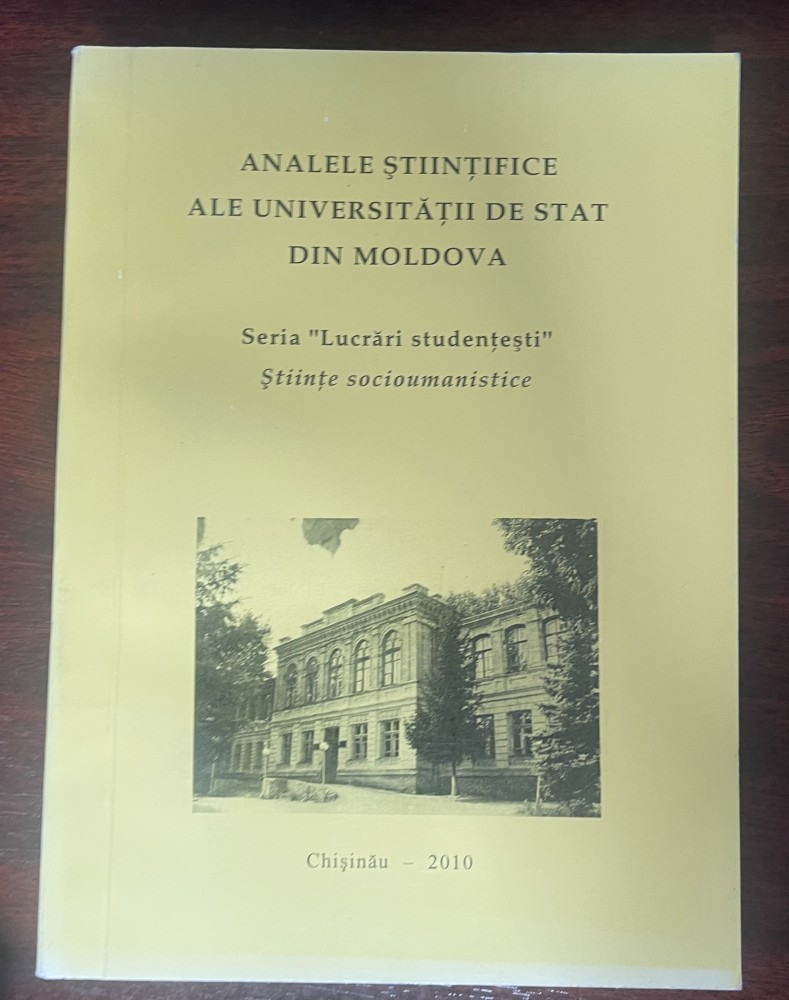 ANALELE ŞTIINŢIFICE
ALE UNIVERSITĂŢII DE STAT
DIN MOLDOVA
Seria "Lucrări studenţeşti"
Ştiinţe socioumanistice
Chişinău – 2010